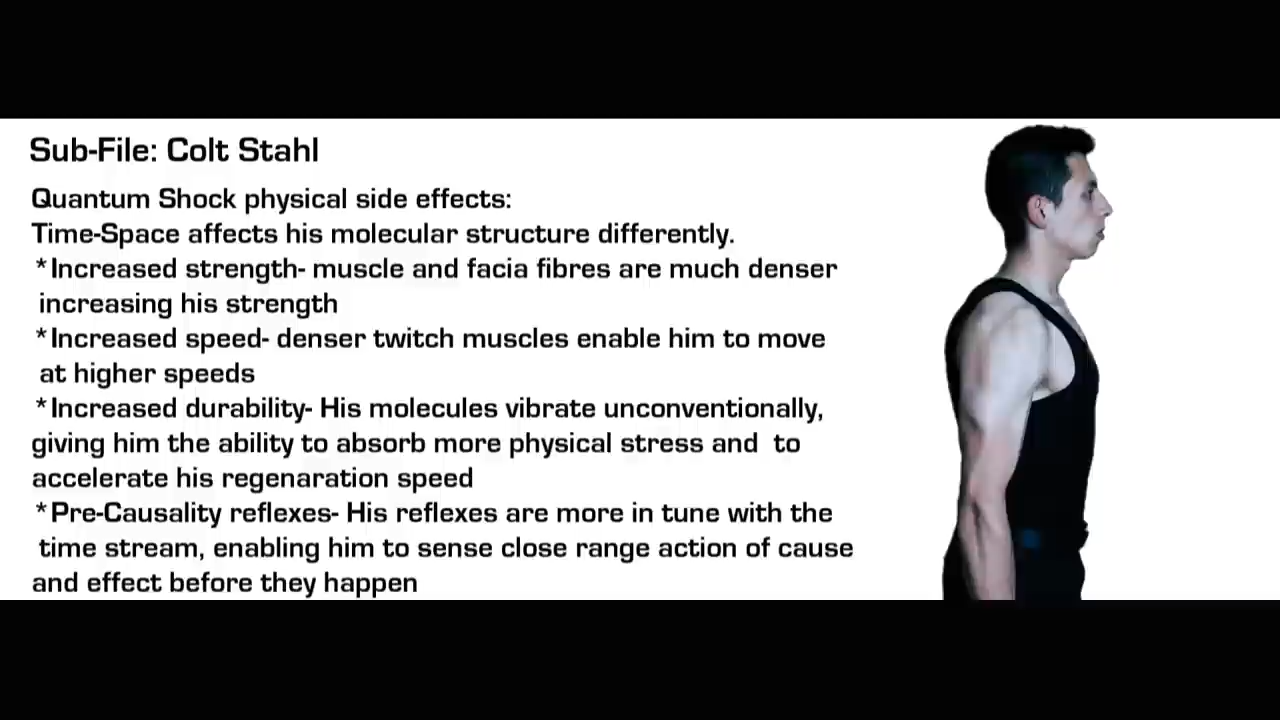 Sub-File: Colt Stahl
Quantum Shock physical side effects:
Time-Space affects his molecular structure differently.
*Increased strength- muscle and facia fibres are much denser
increasing his strength
*Increased speed- denser twitch muscles enable him to move
at higher speeds
*Increased durability- His molecules vibrate unconventionally,
giving him the ability to absorb more physical stress and  to
accelerate his regenaration speed
*Pre-Causality reflexes- His reflexes are more in tune with the
time stream, enabling him to sense close range action of cause
and effect before they happen